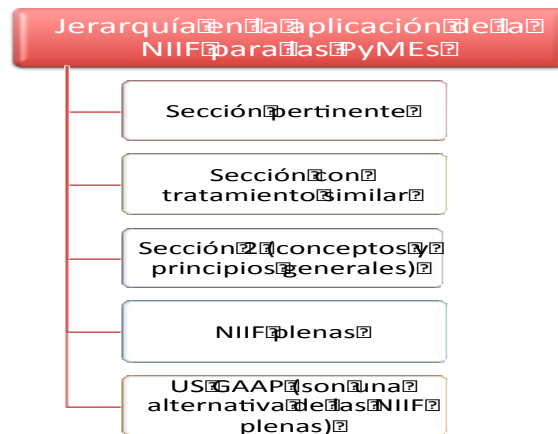 Jerarquía en la aplicación de la
NIIF para las PyMEs
Sección pertinente
Sección con
tratamiento similar
Sección 2 (conceptos y
principios generales)
NIIF plenas
US GAAP (son una
alternativa de las NIIF
plenas)